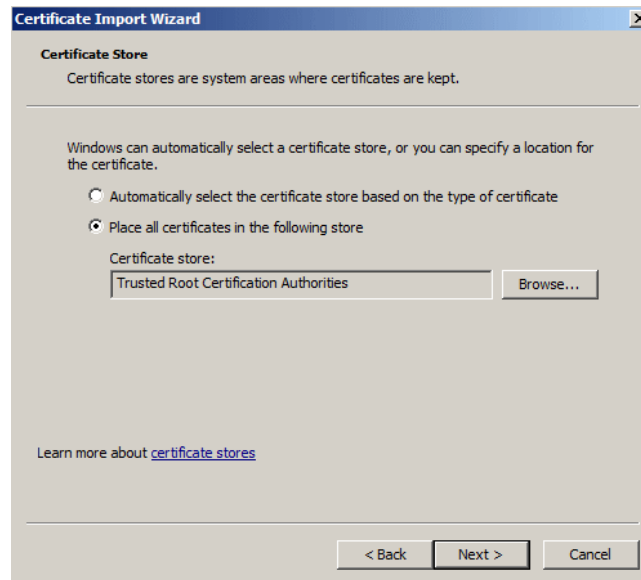 Certificate Import Wizard
Certificate Store
Certificate stores are system areas where certificates are kept.
Windows can automatically select a certificate store, or you can specify a location for
the certificate.
Automatically select the certificate store based on the type of certificate
Place all certificates in the following store
Certificate store:
Trusted Root Certification Authorities
Browse...
Learn more about certificate stores
< Back
Next >
Cancel